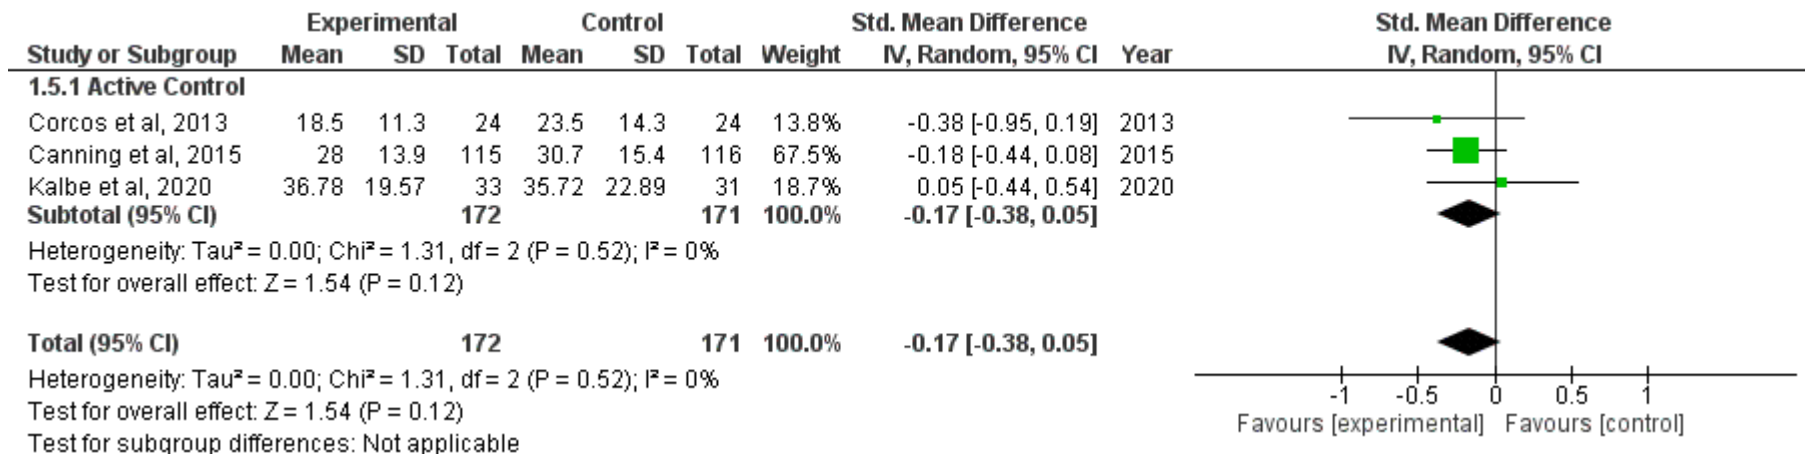 Experimental Control Std. Mean Difference Std. Mean Difference
Study or Subgroup Mean SD Total Mean SD Total Weight IV, Random, 95% CI Year IV, Random, 95% CI
1.5.1 Active Control
Corcos et al, 2013 18.5 11.3 24 23.5 14.3 24 13.8% -0.38 [-0.95, 0.19] 2013
Canning et al, 2015 28 13.9 115 30.7 15.4 116 67.5% -0.18 [-0.44, 0.08] 2015
Kalbe et al, 2020 36.78 19.57 33 35.72 22.89 31 18.7% 0.05 [-0.44, 0.54] 2020
Subtotal (95% CI) 172 171 100.0% -0.17 [-0.38, 0.05]
Heterogeneity: Tau² = 0.00; Chi² = 1.31, df = 2 (P = 0.52); I² = 0%
Test for overall effect: Z = 1.54 (P = 0.12)
Total (95% CI) 172 171 100.0% -0.17 [-0.38, 0.05]
Heterogeneity: Tau² = 0.00; Chi² = 1.31, df = 2 (P = 0.52); I² = 0%
Test for overall effect: Z = 1.54 (P = 0.12)
Test for subgroup differences: Not applicable
-1 -0.5 0 0.5 1
Favours [experimental] Favours [control]